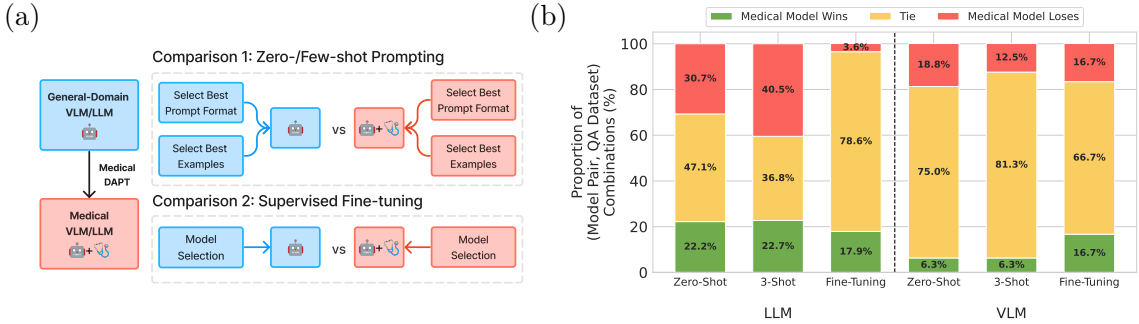 (a)
Comparison 1: Zero-/Few-shot Prompting
General-Domain
VLM/LLM
Medical
DAPT
Medical
VLM/LLM
+
Select Best
Prompt Format
Select Best
Examples
vs
+
Select Best
Prompt Format
Select Best
Examples
Comparison 2: Supervised Fine-tuning
Model
Selection
vs
+
Model
Selection
(b)
Medical Model Wins
Tie
Medical Model Loses
Proportion of
(Model Pair, QA Dataset)
Combinations (%)
100
80
60
40
20
0
30.7%
47.1%
22.2%
40.5%
36.8%
22.7%
3.6%
78.6%
17.9%
18.8%
75.0%
6.3%
12.5%
81.3%
6.3%
16.7%
66.7%
16.7%
Zero-Shot
3-Shot
Fine-Tuning
Zero-Shot
3-Shot
Fine-Tuning
LLM
VLM